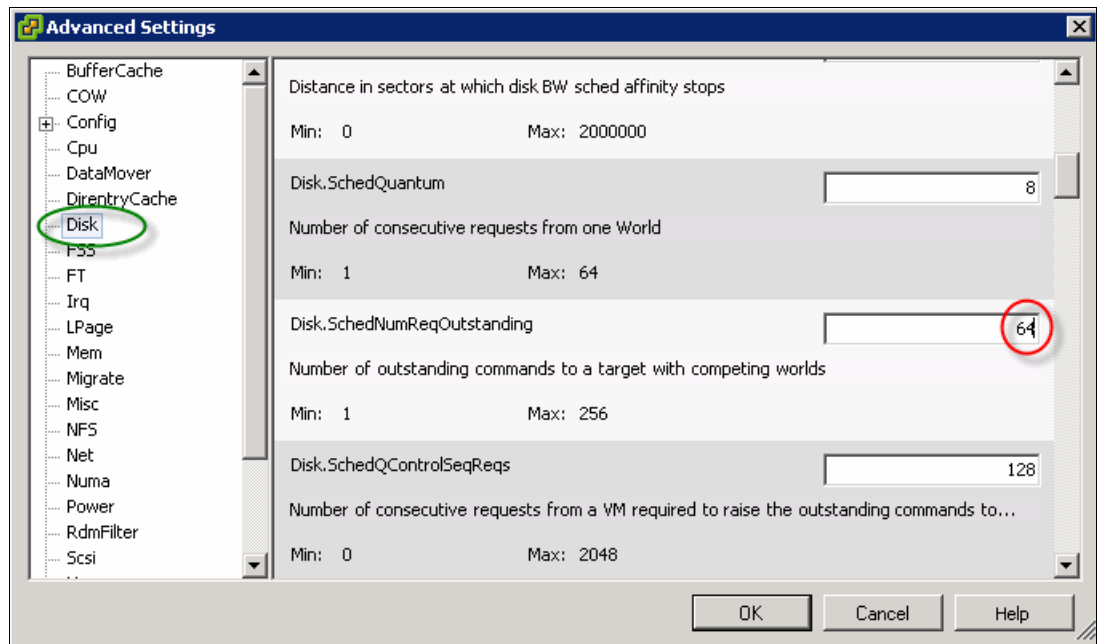 Advanced Settings
BufferCache
COW
Config
Cpu
DataMover
DirentryCache
Disk
FSS
FT
Irq
LPage
Mem
Migrate
Misc
NFS
Net
Numa
Power
RdmFilter
Scsi
Distance in sectors at which disk BW sched affinity stops
Min: 0 Max: 2000000
Disk.SchedQuantum 8
Number of consecutive requests from one World
Min: 1 Max: 64
Disk.SchedNumReqOutstanding 64
Number of outstanding commands to a target with competing worlds
Min: 1 Max: 256
Disk.SchedQControlSeqReqs 128
Number of consecutive requests from a VM required to raise the outstanding commands to...
Min: 0 Max: 2048
OK Cancel Help